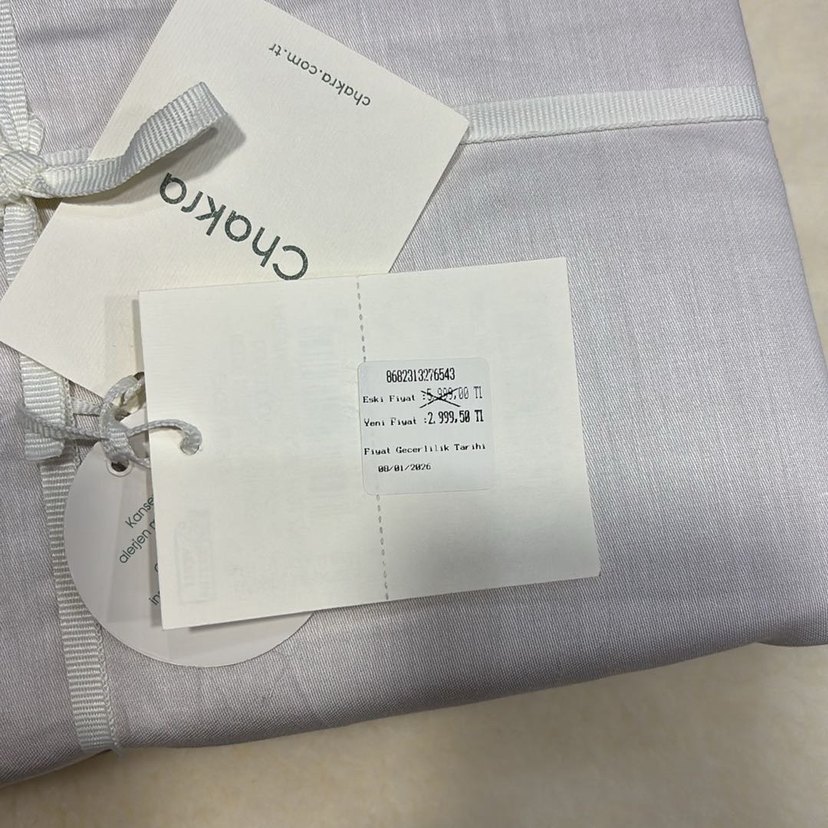 chakra.com.tr
Chakra
8682313276543
Eski Fiyat :5.999,00 Tl
Yeni Fiyat :2.999,50 Tl
Fiyat Gecerlilik Tarihi
08/01/2026
alerjen